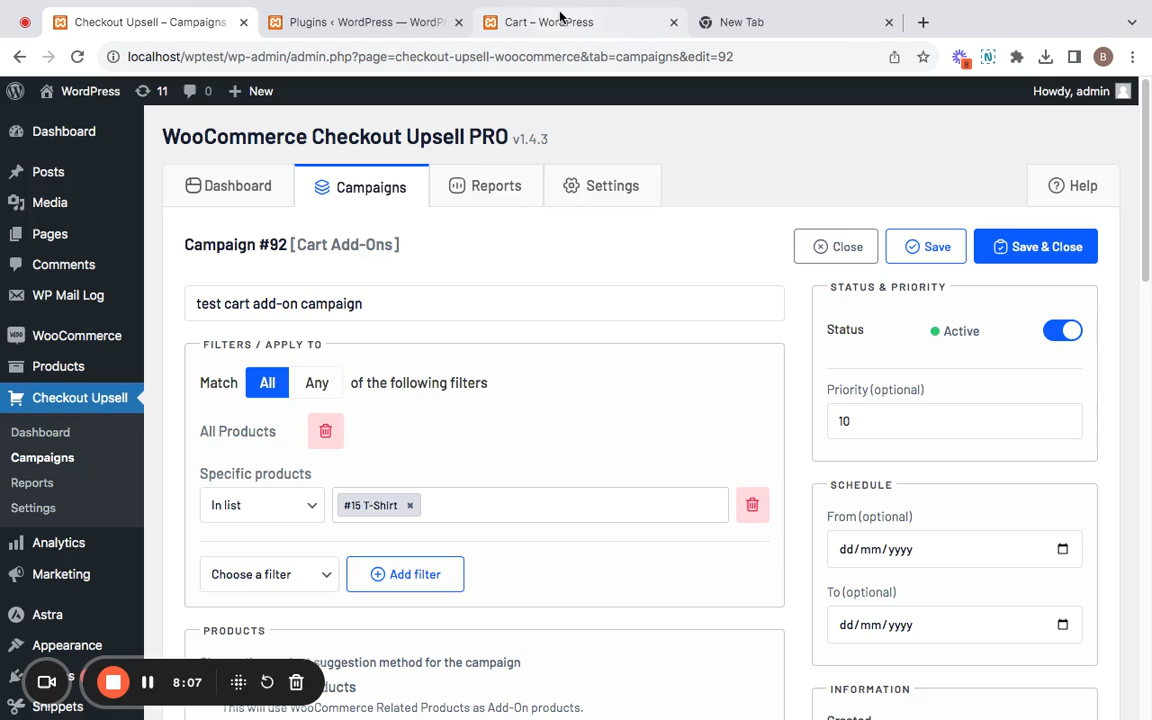 Checkout Upsell – Campaigns
Plugins ‹ WordPress — WordPr
Cart – WordPress
New Tab
localhost/wptest/wp-admin/admin.php?page=checkout-upsell-woocommerce&tab=campaigns&edit=92
8
B
WordPress
11
0
New
Howdy, admin
Dashboard
Posts
Media
Pages
Comments
WP Mail Log
WooCommerce
Products
Checkout Upsell
Dashboard
Campaigns
Reports
Settings
Analytics
Marketing
Astra
Appearance
Snippets
WooCommerce Checkout Upsell PRO v1.4.3
Dashboard
Campaigns
Reports
Settings
Help
Campaign #92 [Cart Add-Ons]
Close
Save
Save & Close
test cart add-on campaign
FILTERS / APPLY TO
Match All Any of the following filters
All Products
Specific products
In list
#15 T-Shirt ×
Choose a filter
Add filter
PRODUCTS
suggestion method for the campaign
This will use WooCommerce Related Products as Add-On products.
STATUS & PRIORITY
Status Active
Priority (optional)
10
SCHEDULE
From (optional)
dd/mm/yyyy
To (optional)
dd/mm/yyyy
INFORMATION
8:07